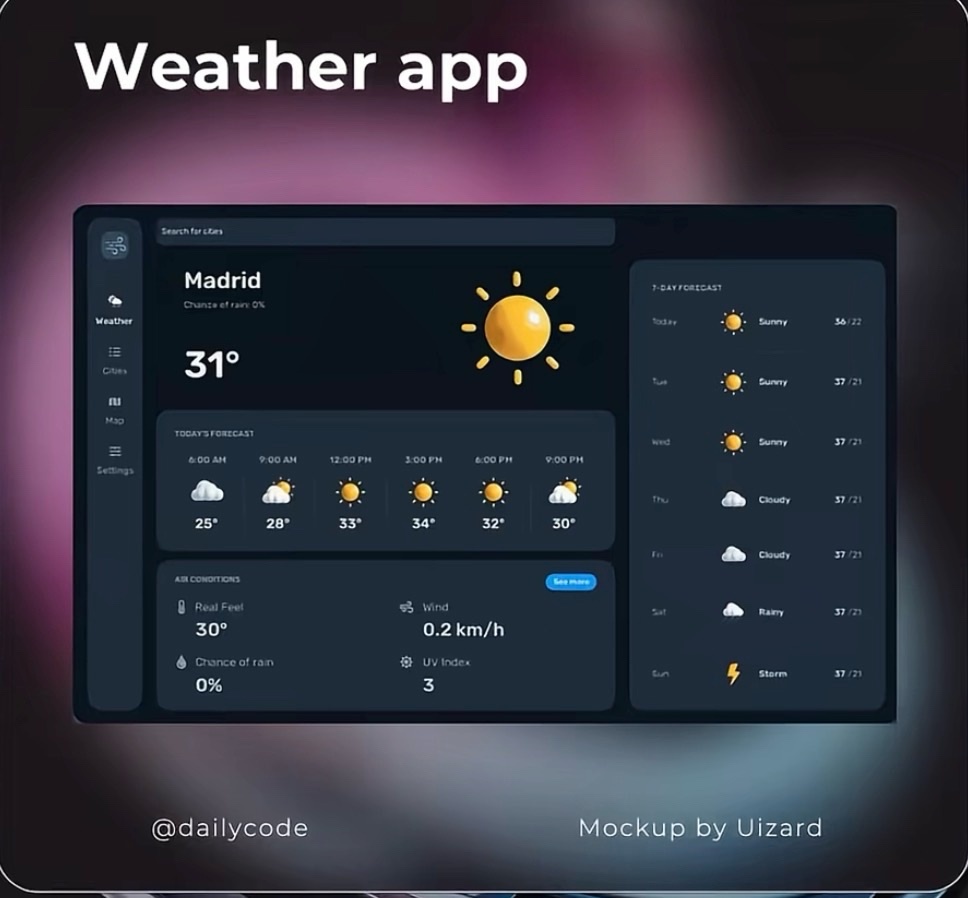 Weather app
Search for cities
Madrid
Chance of rain: 0%
31°
Weather
Cities
Map
Settings
TODAY'S FORECAST
6:00 AM 9:00 AM 12:00 PM 3:00 PM 6:00 PM 9:00 PM
25° 28° 33° 34° 32° 30°
AIR CONDITIONS
See more
Real Feel
30°
Wind
0.2 km/h
Chance of rain
0%
UV Index
3
7-DAY FORECAST
Today Sunny 36/22
Tue Sunny 37/21
Wed Sunny 37/21
Thu Cloudy 37/21
Fri Cloudy 37/21
Sat Rainy 37/21
Sun Storm 37/21
@dailycode
Mockup by Uizard